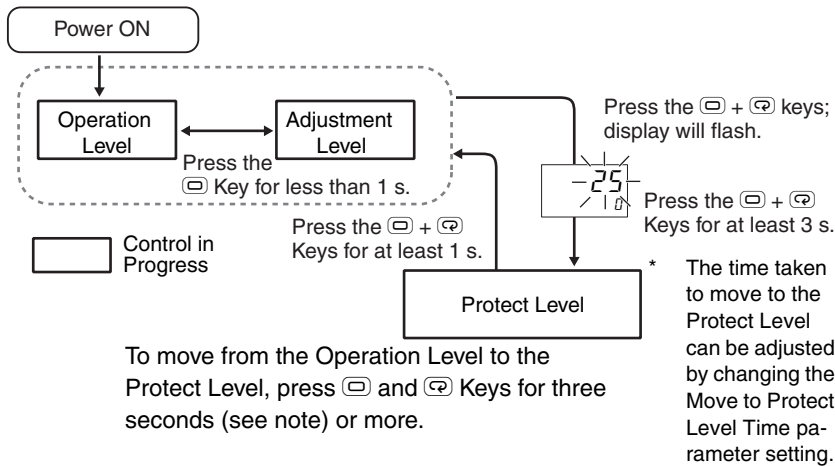 Power ON
Operation
Level
Adjustment
Level
Press the
Key for less than 1 s.
Press the + keys;
display will flash.
25
0
Press the +
Keys for at least 3 s.
Press the +
Keys for at least 1 s.
Control in
Progress
Protect Level
* The time taken
to move to the
Protect Level
can be adjusted
by changing the
Move to Protect
Level Time pa-
rameter setting.
To move from the Operation Level to the
Protect Level, press and Keys for three
seconds (see note) or more.